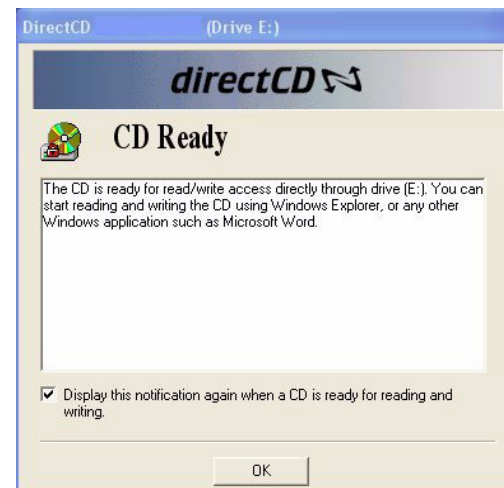 DirectCD (Drive E:)
directCD
CD Ready
The CD is ready for read/write access directly through drive (E:). You can
start reading and writing the CD using Windows Explorer, or any other
Windows application such as Microsoft Word.
Display this notification again when a CD is ready for reading and
writing.
OK